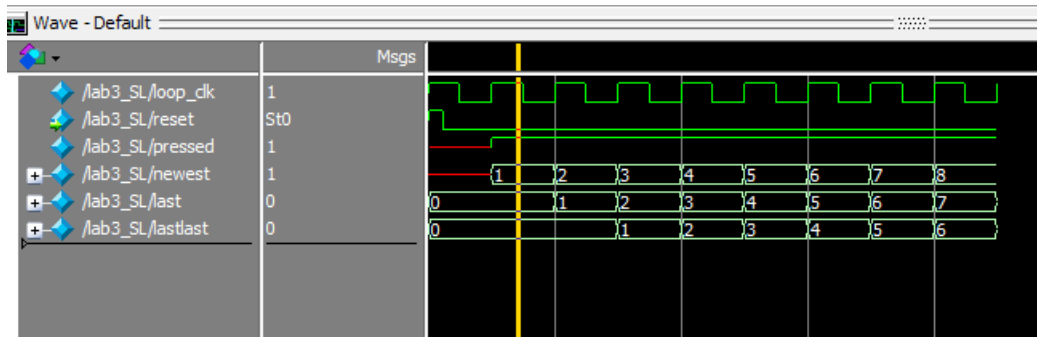 Wave - Default
Msgs
/lab3_SL/loop_clk 1
/lab3_SL/reset St0
/lab3_SL/pressed 1
/lab3_SL/newest 1 1 2 3 4 5 6 7 8
/lab3_SL/last 0 0 1 2 3 4 5 6 7
/lab3_SL/lastlast 0 0 1 2 3 4 5 6